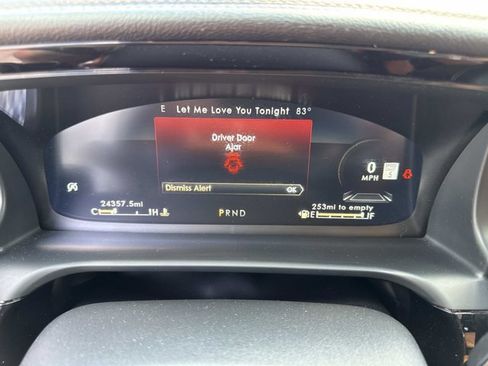 E Let Me Love You Tonight 83°
Driver Door
Ajar
Dismiss Alert OK
0
MPH
24357.5mi
C H
PRND
253mi to empty
E F